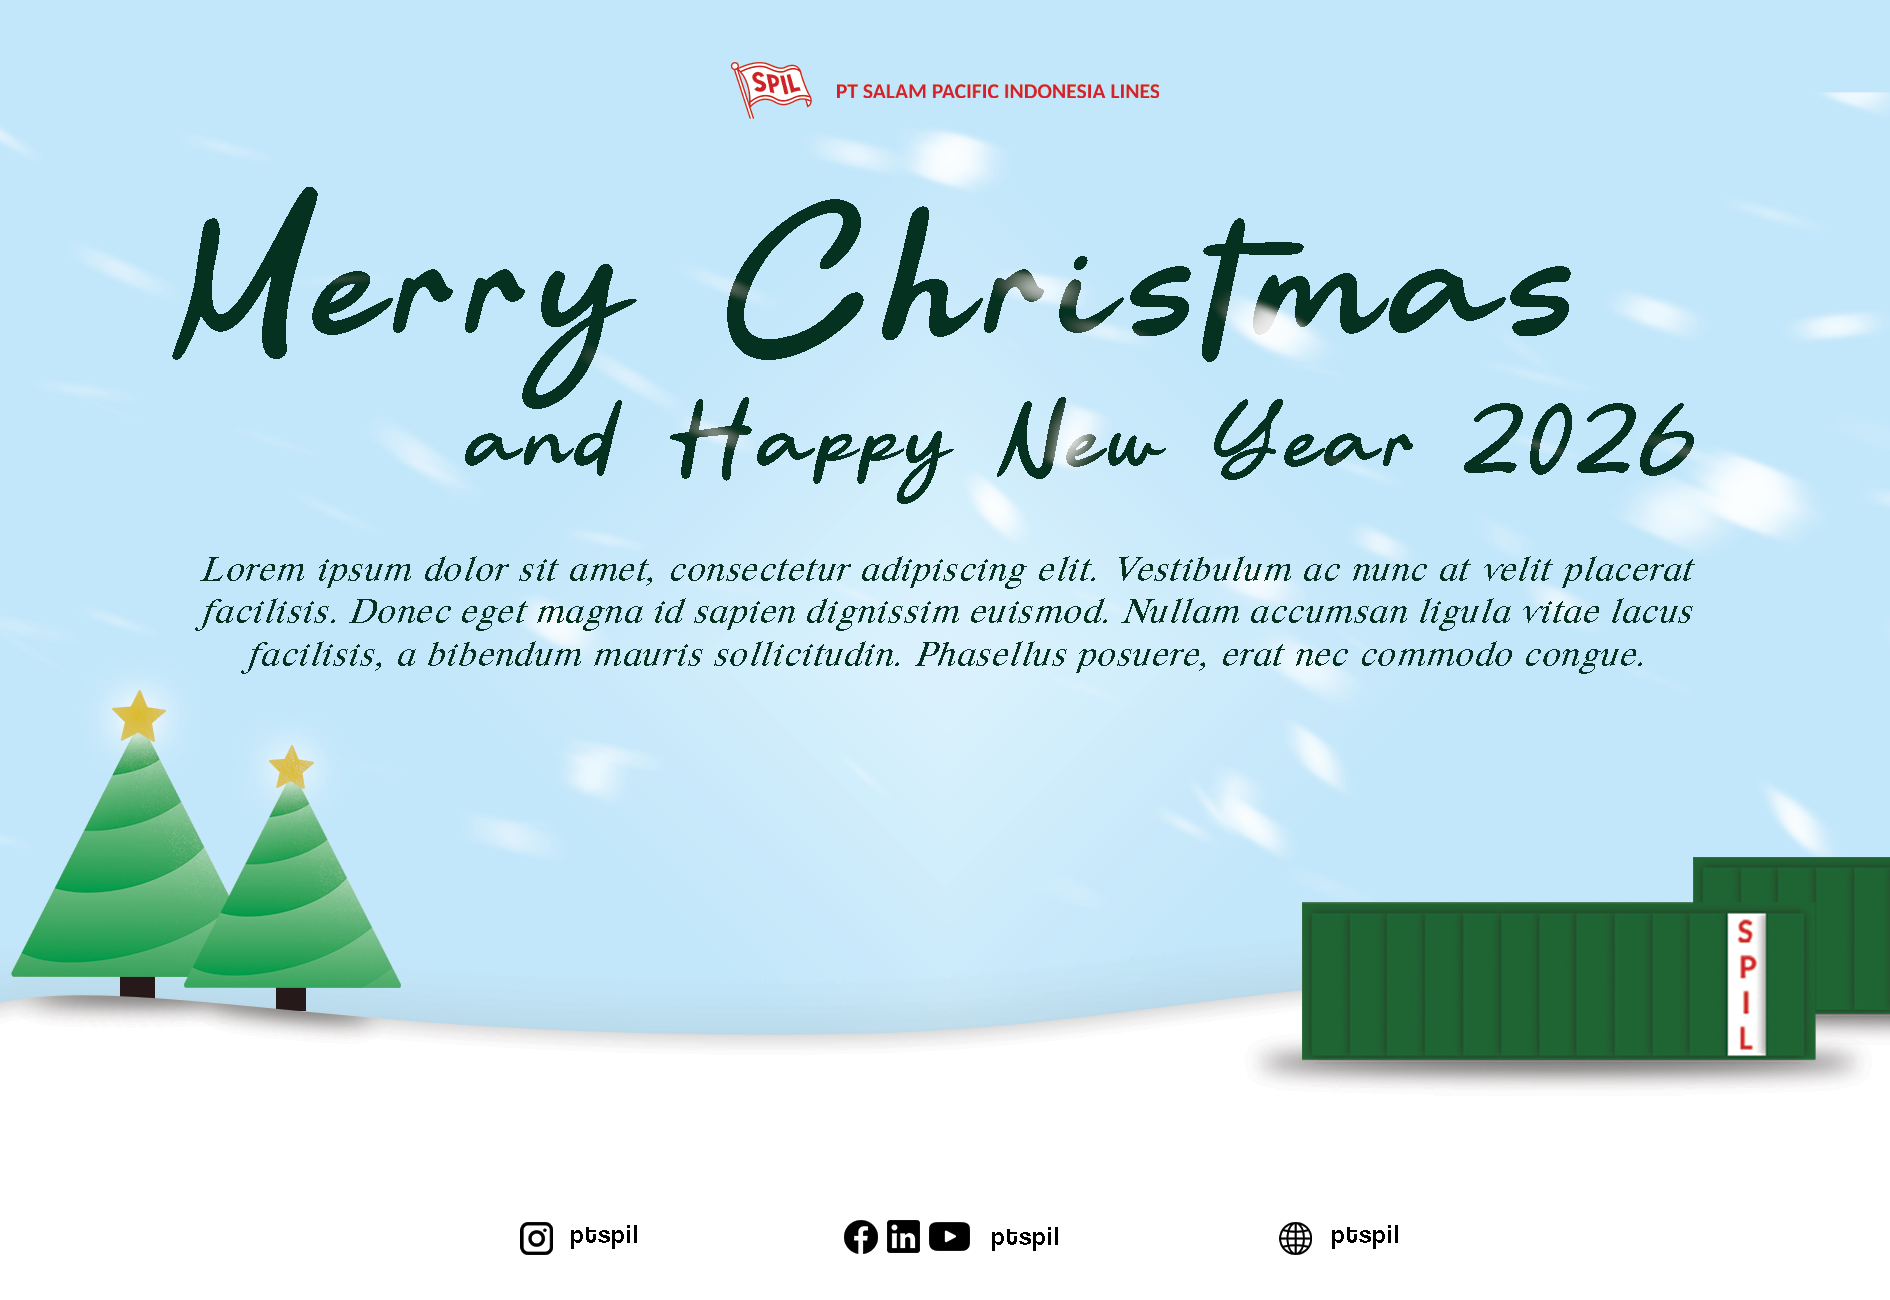 SPIL
PT SALAM PACIFIC INDONESIA LINES
Merry Christmas
and Happy New Year 2026
Lorem ipsum dolor sit amet, consectetur adipiscing elit. Vestibulum ac nunc at velit placerat
facilisis. Donec eget magna id sapien dignissim euismod. Nullam accumsan ligula vitae lacus
facilisis, a bibendum mauris sollicitudin. Phasellus posuere, erat nec commodo congue.
S
P
I
L
ptspil
ptspil
ptspil